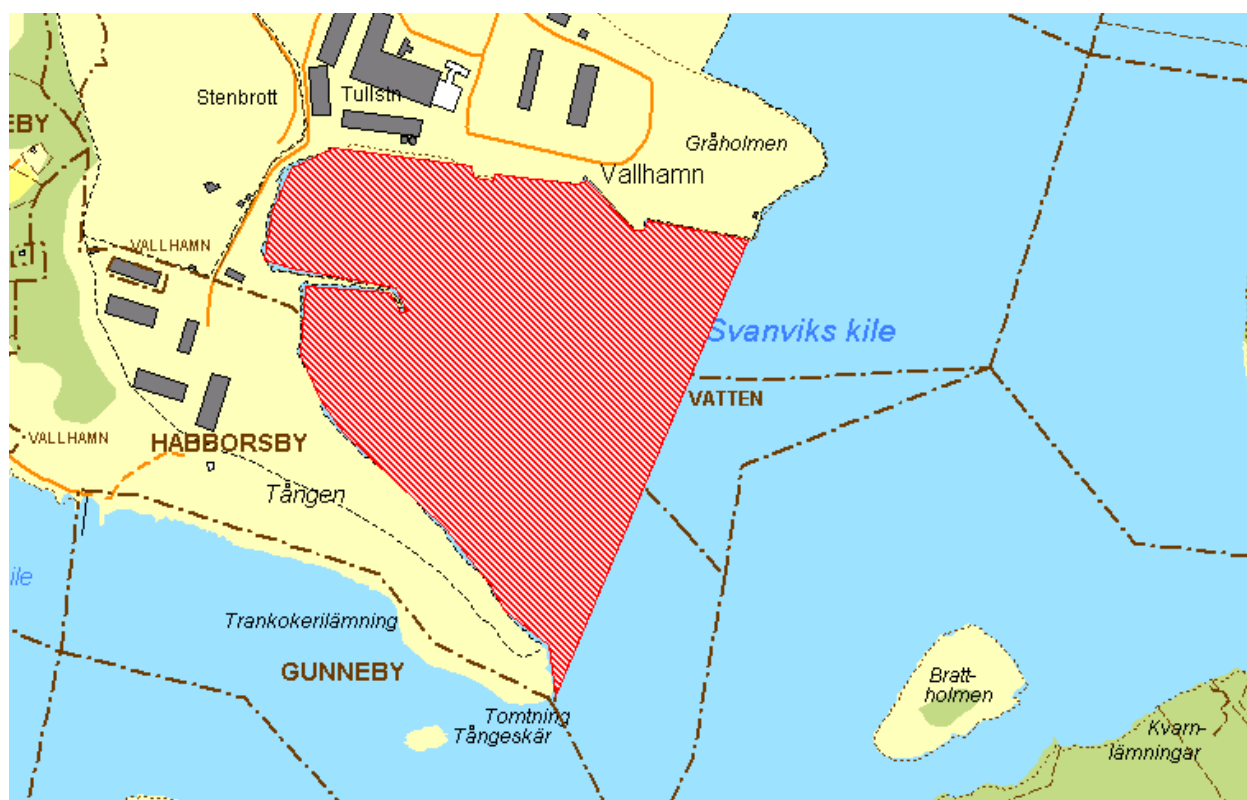 Stenbrott
Tullstn
EBY
Gråholmen
Vallhamn
VALLHAMN
Svanviks kile
VATTEN
VALLHAMN
HABBORSBY
Tången
ile
Trankokerilämning
GUNNEBY
Bratt-
holmen
Tomtning
Tångeskär
Kvarn-
lämningar